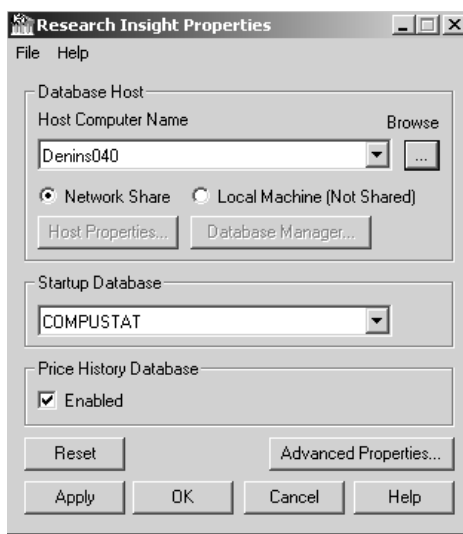 Research Insight Properties
File Help
Database Host
Host Computer Name Browse
Denins040 ...
Network Share Local Machine (Not Shared)
Host Properties... Database Manager...
Startup Database
COMPUSTAT
Price History Database
Enabled
Reset Advanced Properties...
Apply OK Cancel Help